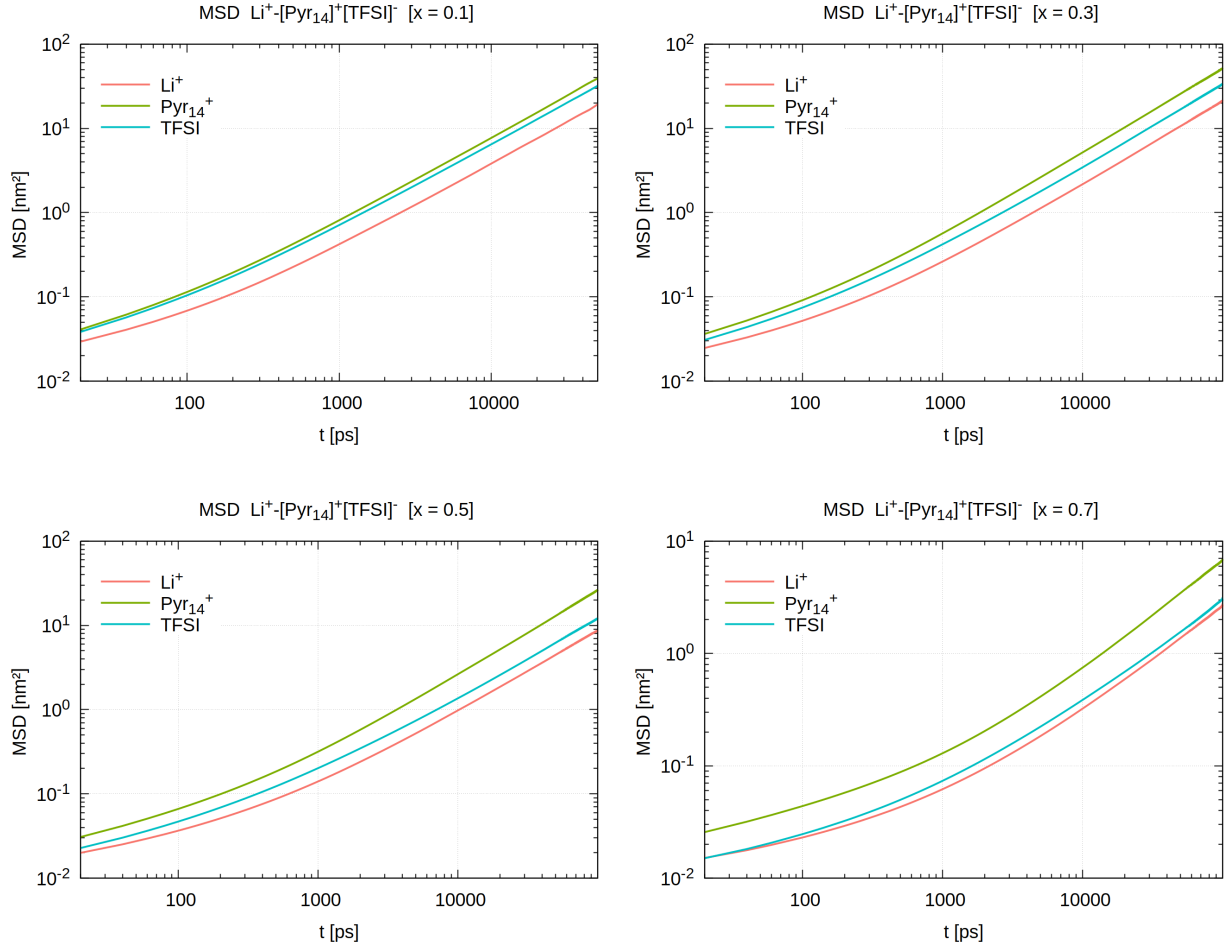 MSD Li⁺-[Pyr₁₄]⁺[TFSI]⁻ [x = 0.1]
10²
10¹
10⁰
10⁻¹
10⁻²
MSD [nm²]
Li⁺
Pyr₁₄⁺
TFSI
100 1000 10000
t [ps]
MSD Li⁺-[Pyr₁₄]⁺[TFSI]⁻ [x = 0.3]
10²
10¹
10⁰
10⁻¹
10⁻²
MSD [nm²]
Li⁺
Pyr₁₄⁺
TFSI
100 1000 10000
t [ps]
MSD Li⁺-[Pyr₁₄]⁺[TFSI]⁻ [x = 0.5]
10²
10¹
10⁰
10⁻¹
10⁻²
MSD [nm²]
Li⁺
Pyr₁₄⁺
TFSI
100 1000 10000
t [ps]
MSD Li⁺-[Pyr₁₄]⁺[TFSI]⁻ [x = 0.7]
10¹
10⁰
10⁻¹
10⁻²
MSD [nm²]
Li⁺
Pyr₁₄⁺
TFSI
100 1000 10000
t [ps]